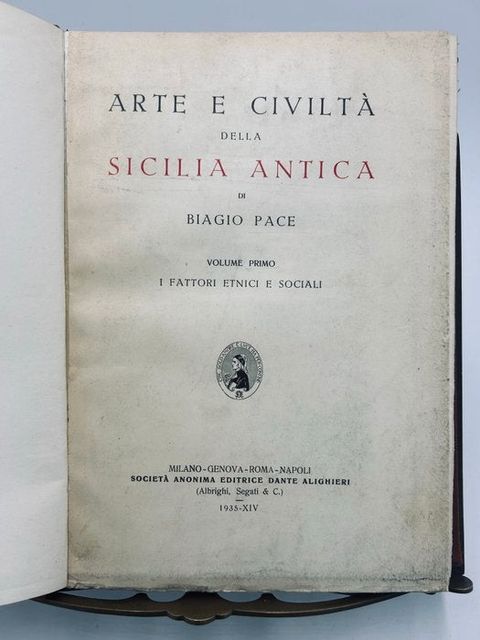 ARTE E CIVILTÀ
DELLA
SICILIA ANTICA
DI
BIAGIO PACE
VOLUME PRIMO
I FATTORI ETNICI E SOCIALI
MILANO-GENOVA-ROMA-NAPOLI
SOCIETÀ ANONIMA EDITRICE DANTE ALIGHIERI
(Albrighi, Segati & C.)
1935-XIV